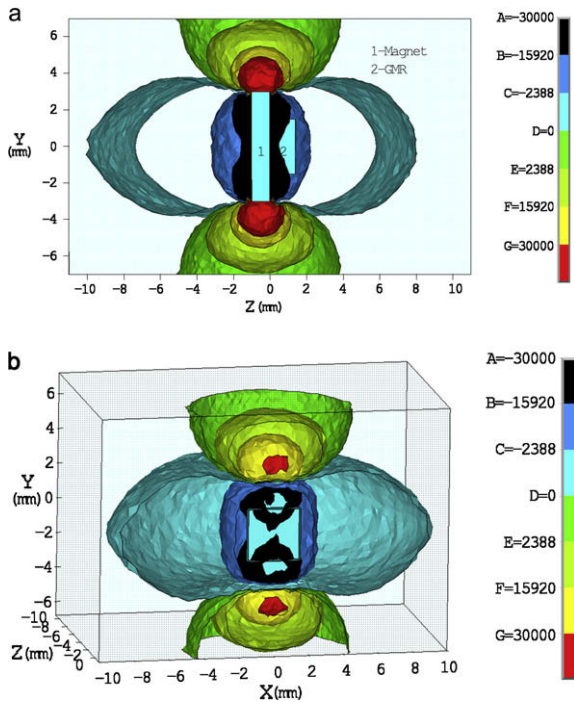 a
6
4
2
0
-2
-4
-6
Y
(mm)
1-Magnet
2-GMR
1
2
-10 -8 -6 -4 -2 0 2 4 6 8 10
Z (mm)
A=-30000
B=-15920
C=-2388
D=0
E=2388
F=15920
G=30000
b
6
4
2
0
-2
-4
-6
Y
(mm)
-10
-8
-6
-4
-2
0
Z(mm)
-10 -8 -6 -4 -2 0 2 4 6 8 10
X(mm)
A=-30000
B=-15920
C=-2388
D=0
E=2388
F=15920
G=30000